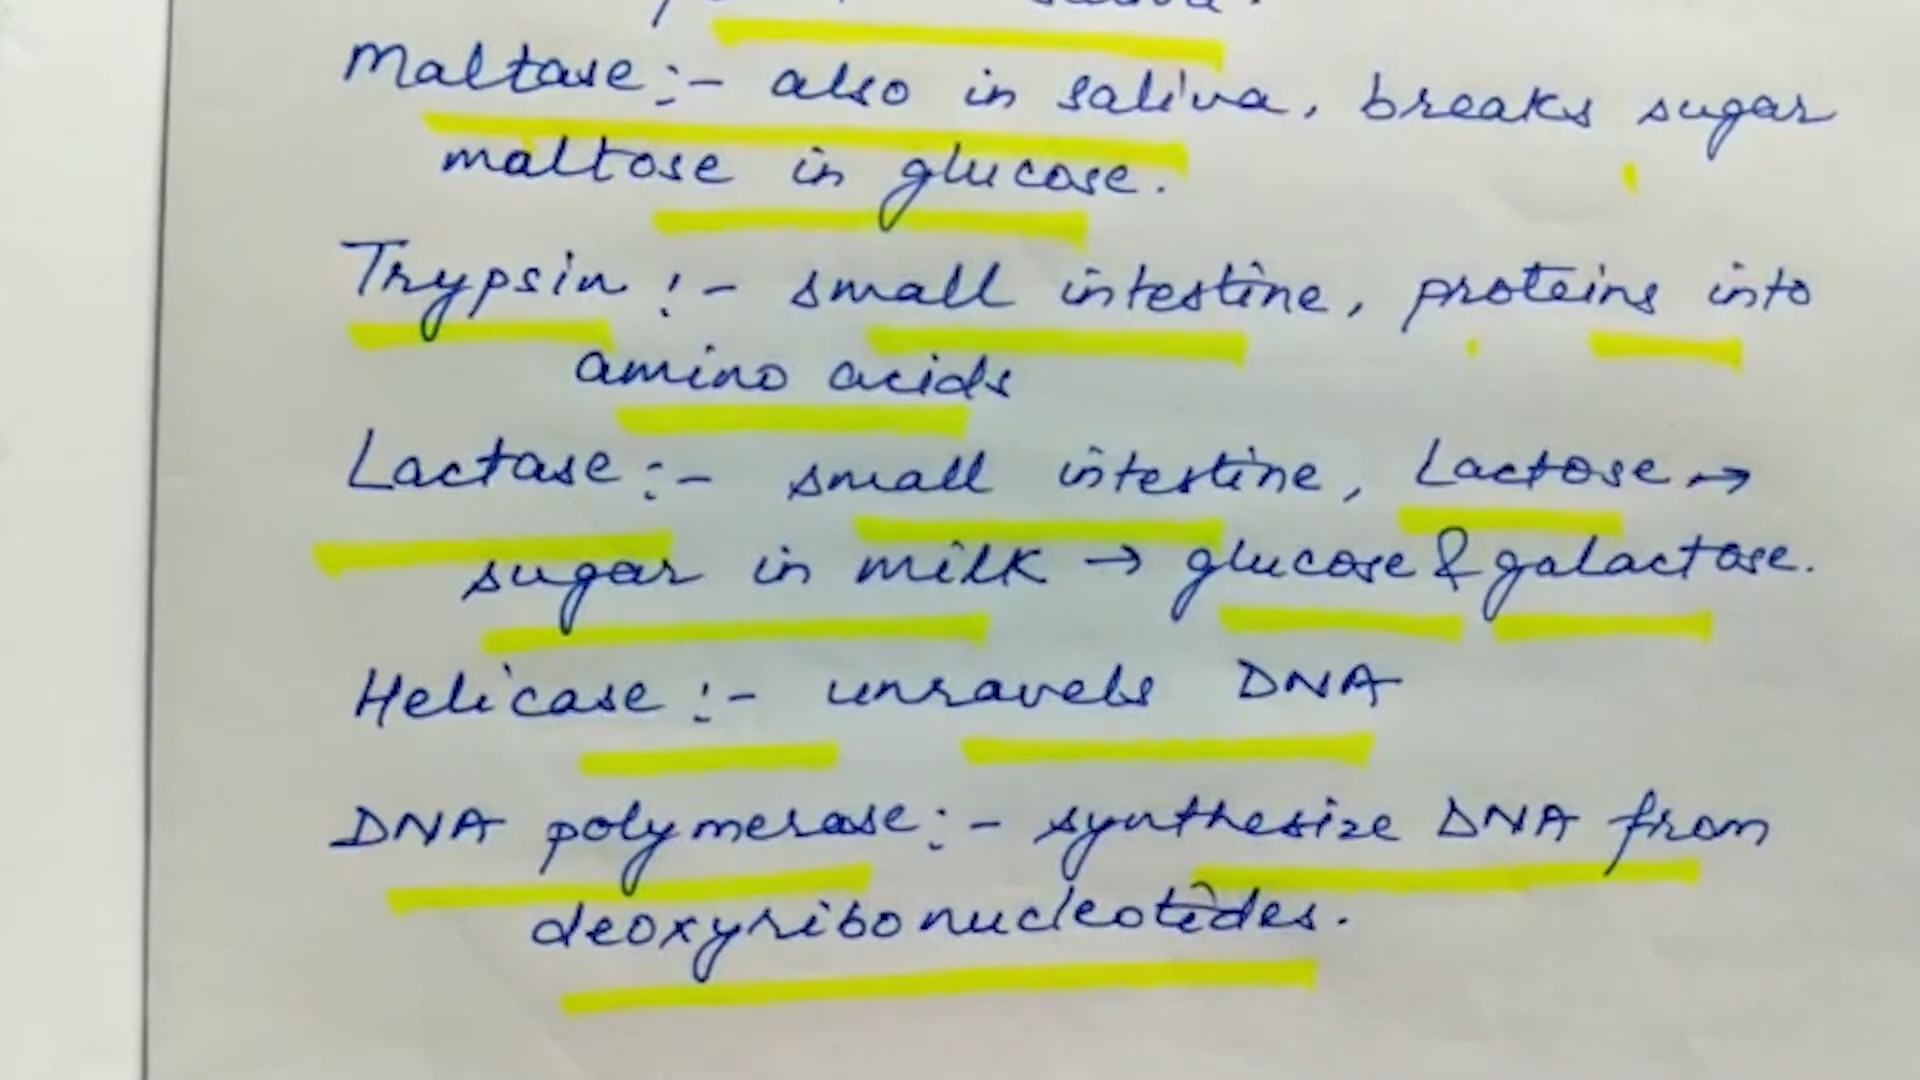 saliva.
Maltase:- also in saliva, breaks sugar
maltose in glucose.
Trypsin :- small intestine, proteins into
amino acids
Lactase:- small intestine, Lactose →
sugar in milk → glucose & galactose.
Helicase :- unravels DNA
DNA polymerase:- synthesize DNA from
deoxyribonucleotides.